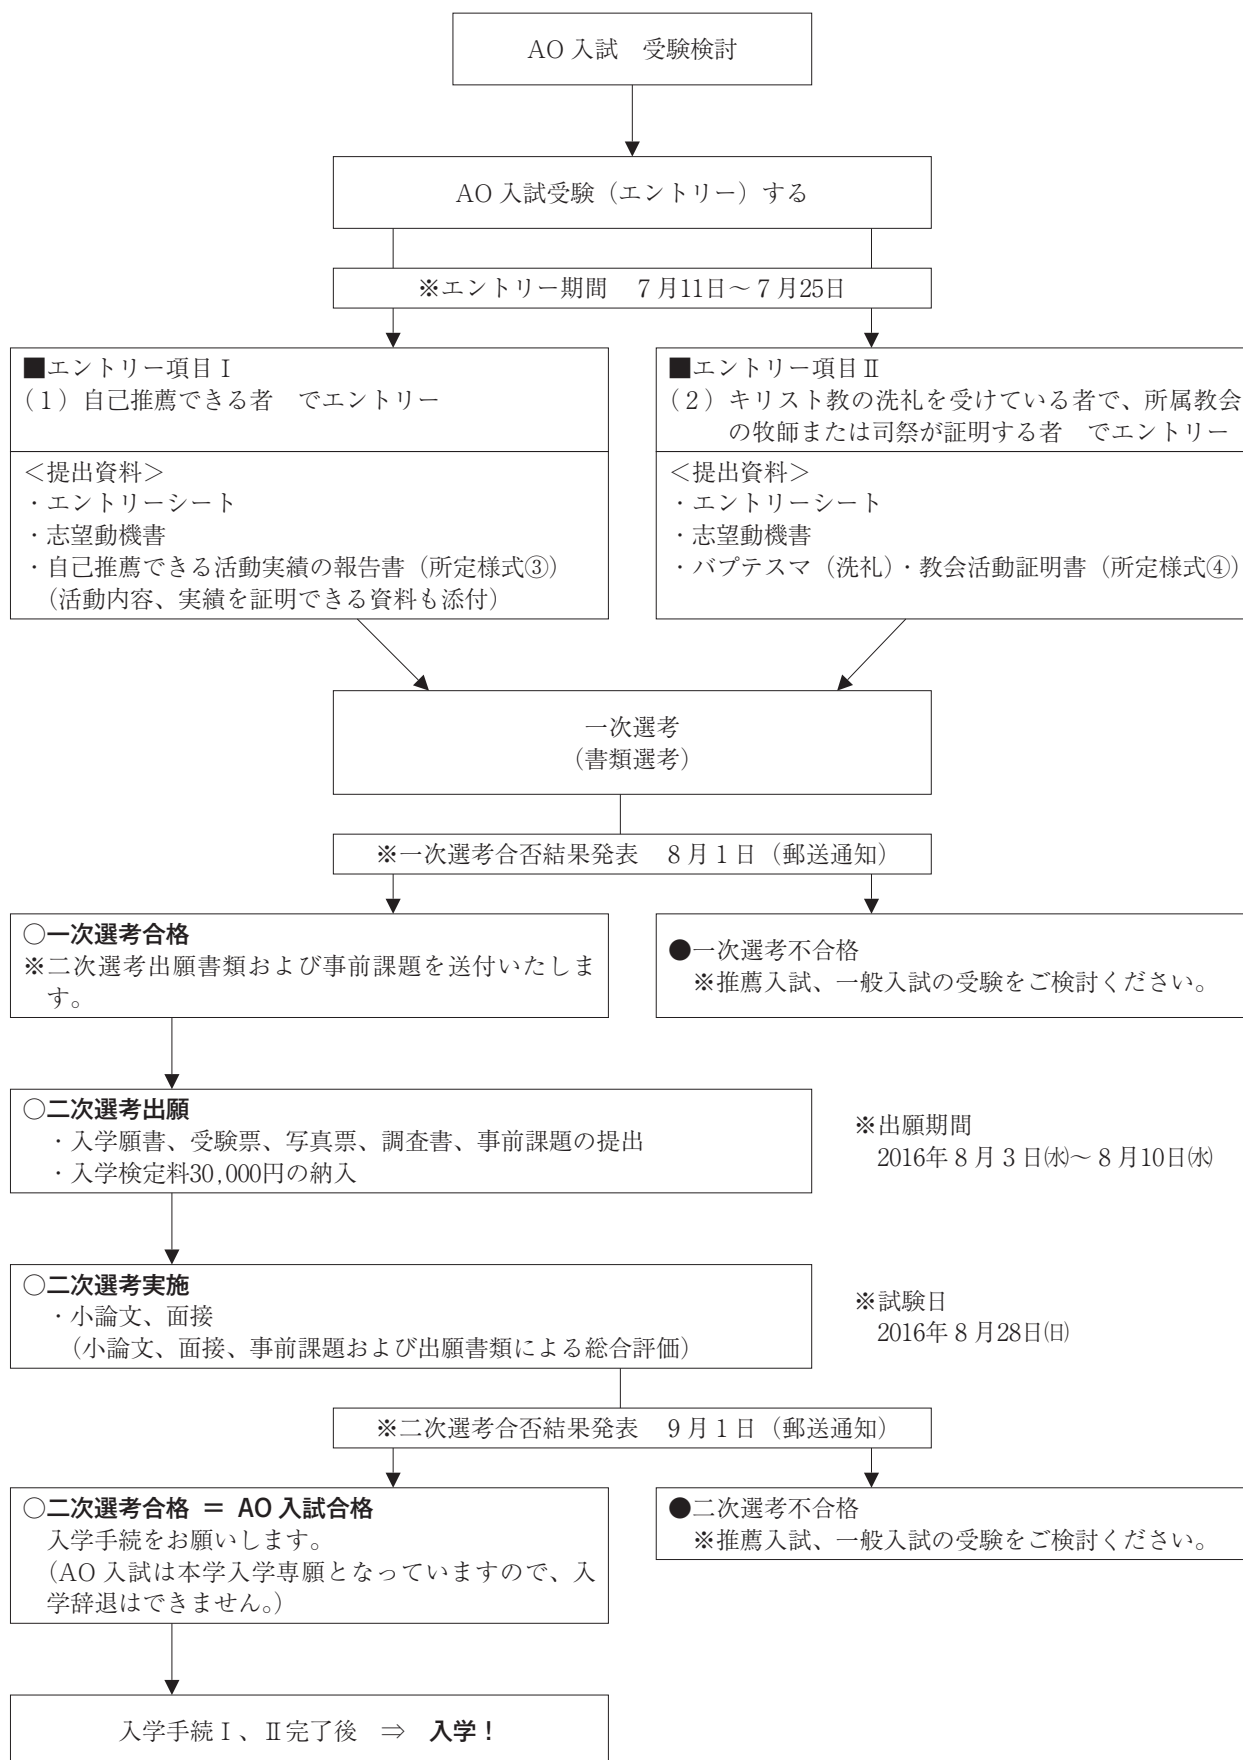 AO 入試　受験検討
AO 入試受験（エントリー）する
※エントリー期間　７月11日～７月25日
■エントリー項目Ⅰ
（１）自己推薦できる者　でエントリー
＜提出資料＞
・エントリーシート
・志望動機書
・自己推薦できる活動実績の報告書（所定様式③）
（活動内容、実績を証明できる資料も添付）
■エントリー項目Ⅱ
（２）キリスト教の洗礼を受けている者で、所属教会
の牧師または司祭が証明する者　でエントリー
＜提出資料＞
・エントリーシート
・志望動機書
・バプテスマ（洗礼）・教会活動証明書（所定様式④）
一次選考
（書類選考）
※一次選考合否結果発表　８月１日（郵送通知）
○一次選考合格
※二次選考出願書類および事前課題を送付いたしま
す。
●一次選考不合格
※推薦入試、一般入試の受験をご検討ください。
○二次選考出願
・入学願書、受験票、写真票、調査書、事前課題の提出
・入学検定料30,000円の納入
※出願期間
2016年８月３日㈬～８月10日㈬
○二次選考実施
・小論文、面接
（小論文、面接、事前課題および出願書類による総合評価）
※試験日
2016年８月28日㈰
※二次選考合否結果発表　９月１日（郵送通知）
○二次選考合格 ＝ AO 入試合格
入学手続をお願いします。
（AO 入試は本学入学専願となっていますので、入
学辞退はできません。）
●二次選考不合格
※推薦入試、一般入試の受験をご検討ください。
入学手続Ⅰ、Ⅱ完了後　⇒　入学！